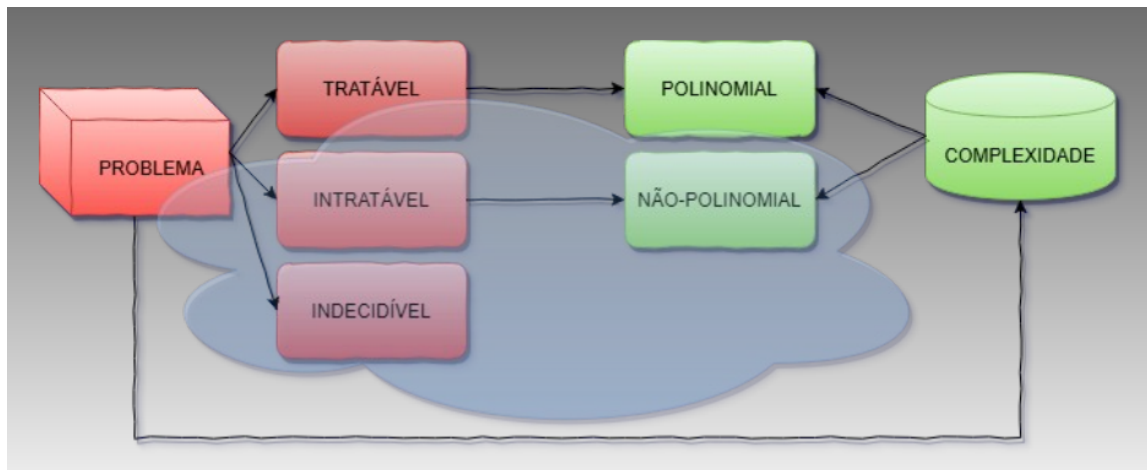 TRATÁVEL
POLINOMIAL
PROBLEMA
COMPLEXIDADE
INTRATÁVEL
NÃO-POLINOMIAL
INDECIDÍVEL